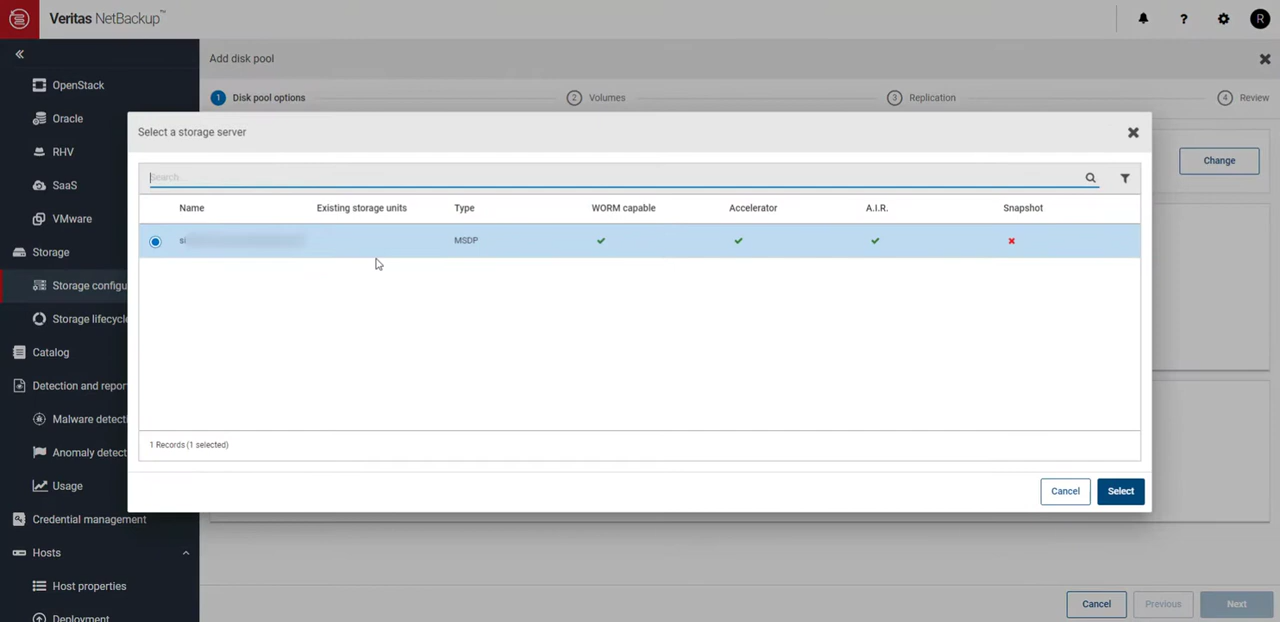 Veritas NetBackup™
?
R
«
Add disk pool
OpenStack
1 Disk pool options
2 Volumes
3 Replication
4 Review
Oracle
Select a storage server
RHV
Change
Search...
SaaS
Name Existing storage units Type WORM capable Accelerator A.I.R. Snapshot
VMware
MSDP
Storage
Storage configu
Storage lifecycle
Catalog
Detection and repor
Malware detecti
1 Records (1 selected)
Anomaly detect
Usage
Cancel
Select
Credential management
Hosts
Host properties
Cancel
Previous
Next
Deployment